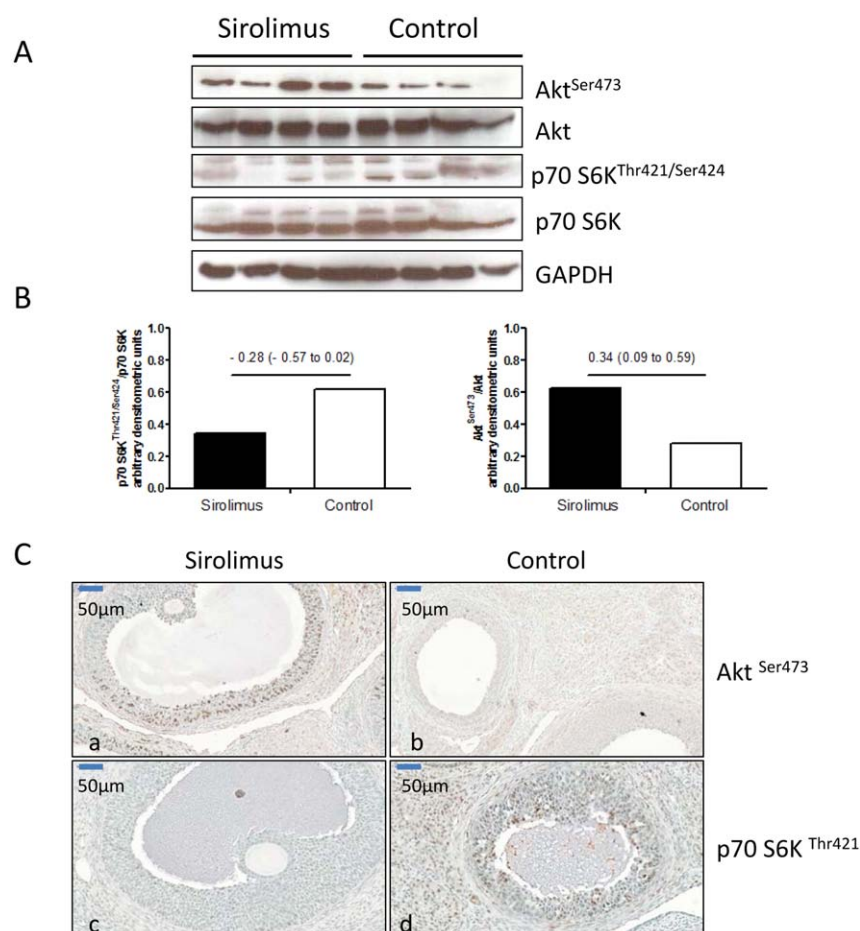 Sirolimus Control
A
Akt^Ser473
Akt
p70 S6K^Thr421/Ser424
p70 S6K
GAPDH
B
p70 S6K^Thr421/Ser424/p70 S6K
arbitrary densitometric units
1.0
0.8
0.6
0.4
0.2
0.0
- 0.28 (- 0.57 to 0.02)
Sirolimus Control
Akt^Ser473/Akt
arbitrary densitometric units
1.0
0.8
0.6
0.4
0.2
0.0
0.34 (0.09 to 0.59)
Sirolimus Control
C
Sirolimus Control
50µm
a
50µm
b
Akt ^Ser473
50µm
c
50µm
d
p70 S6K ^Thr421